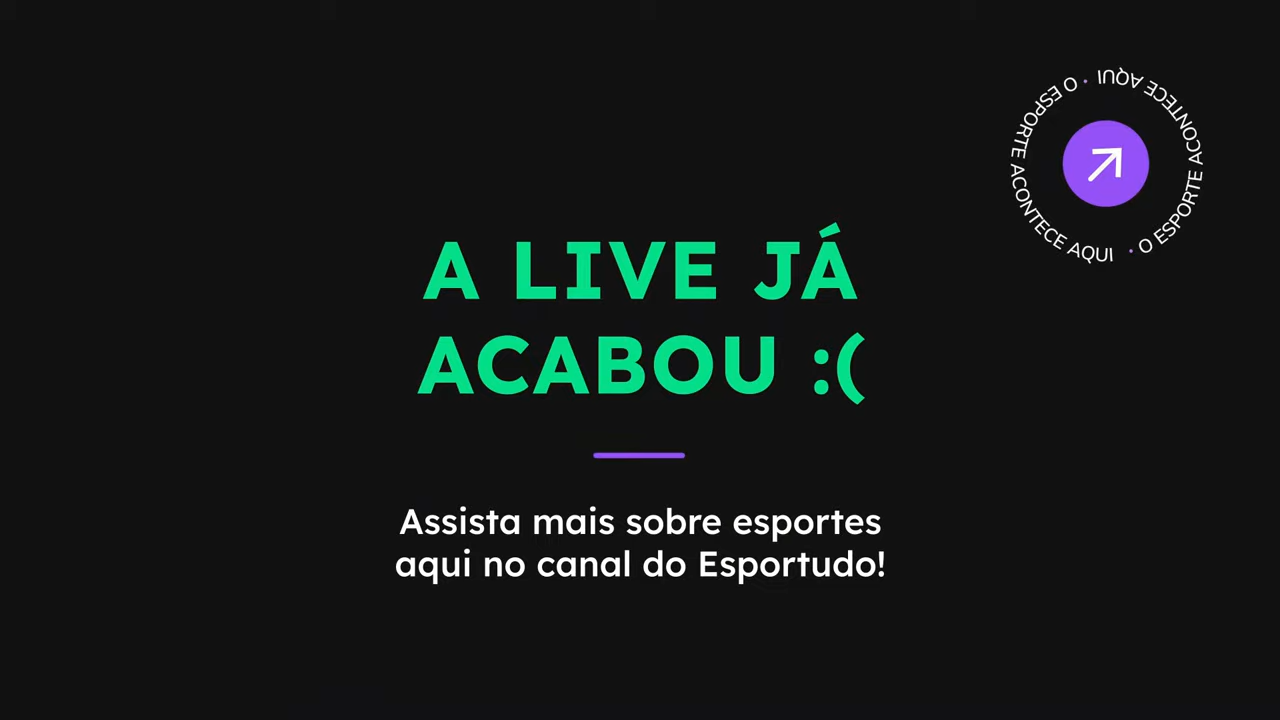 O ESPORTE ACONTECE AQUI • O ESPORTE ACONTECE AQUI •
A LIVE JÁ
ACABOU :(
Assista mais sobre esportes
aqui no canal do Esportudo!